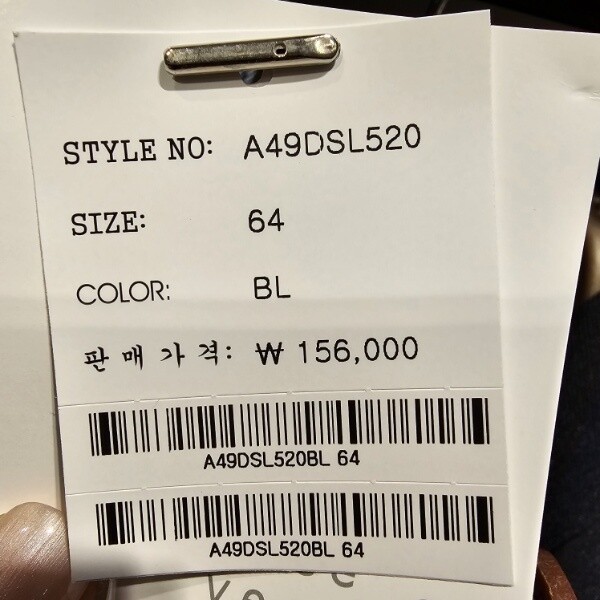 STYLE NO: A49DSL520
SIZE: 64
COLOR: BL
판매가격: ₩ 156,000
A49DSL520BL 64
A49DSL520BL 64